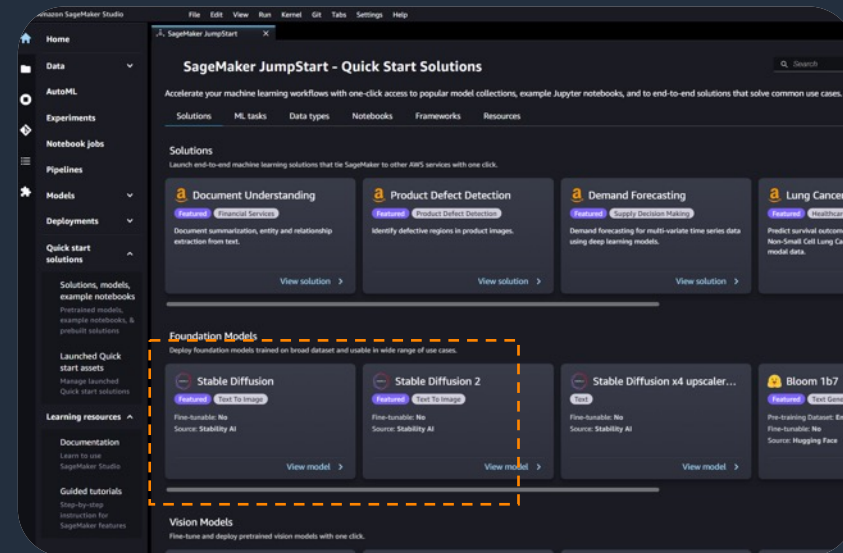 Amazon SageMaker Studio
File Edit View Run Kernel Git Tabs Settings Help
SageMaker JumpStart X
Home
Data
AutoML
Experiments
Notebook jobs
Pipelines
Models
Deployments
Quick start
solutions
Solutions, models,
example notebooks
Pretrained models,
example notebooks, &
prebuilt solutions
Launched Quick
start assets
Manage launched
Quick start solutions
Learning resources
Documentation
Learn to use
SageMaker Studio
Guided tutorials
Step-by-step
instruction for
SageMaker features
SageMaker JumpStart - Quick Start Solutions
Search
Accelerate your machine learning workflows with one-click access to popular model collections, example Jupyter notebooks, and to end-to-end solutions that solve common use cases.
Solutions ML tasks Data types Notebooks Frameworks Resources
Solutions
Launch end-to-end machine learning solutions that tie SageMaker to other AWS services with one click.
Document Understanding
Featured Financial Services
Document summarization, entity and relationship
extraction from text.
View solution >
Product Defect Detection
Featured Product Defect Detection
Identify defective regions in product images.
View solution >
Demand Forecasting
Featured Supply Decision Making
Demand forecasting for multi-variate time series data
using deep learning models.
View solution >
Lung Cancer
Featured Healthcar
Predict survival outcom
Non-Small Cell Lung Ca
modal data.
Foundation Models
Deploy foundation models trained on broad dataset and usable in wide range of use cases.
Stable Diffusion
Featured Text To Image
Fine-tunable: No
Source: Stability AI
View model >
Stable Diffusion 2
Featured Text To Image
Fine-tunable: No
Source: Stability AI
View model >
Stable Diffusion x4 upscaler...
Text
Fine-tunable: No
Source: Stability AI
View model >
Bloom 1b7
Featured Text Gene
Pre-training Dataset: En
Fine-tunable: No
Source: Hugging Face
Vision Models
Fine-tune and deploy pretrained vision models with one click.